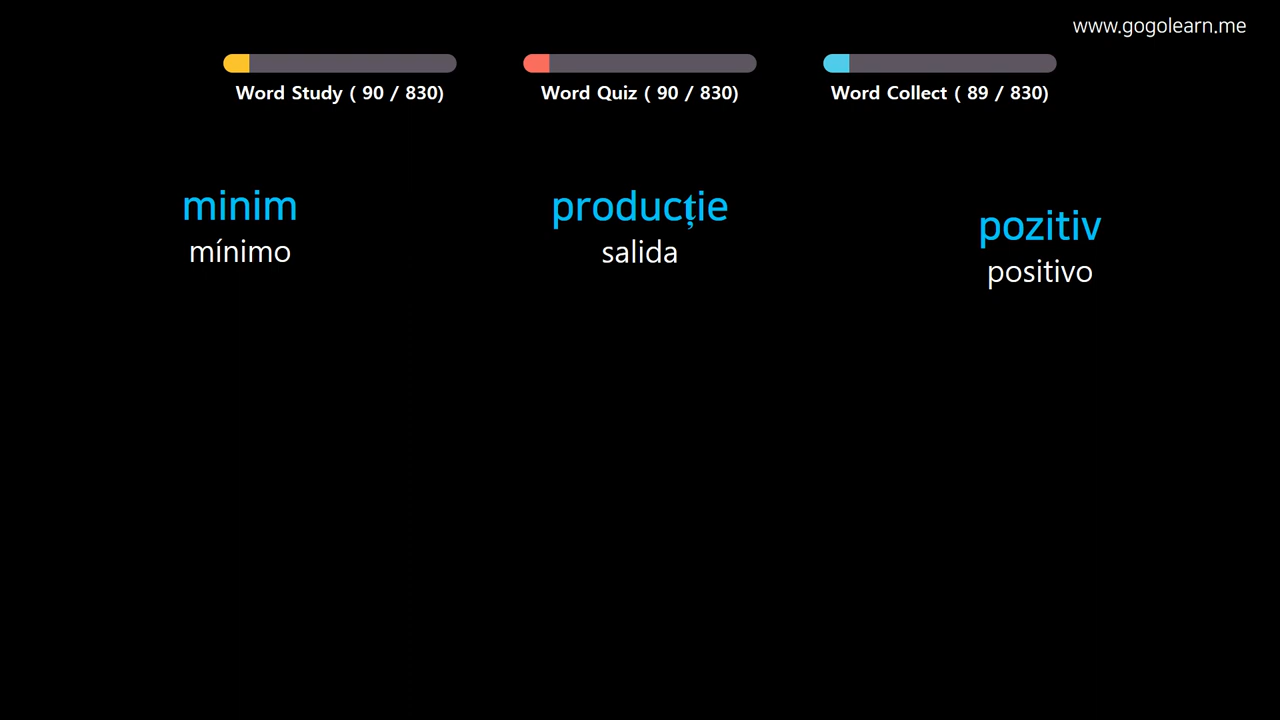 www.gogolearn.me
Word Study ( 90 / 830)
Word Quiz ( 90 / 830)
Word Collect ( 89 / 830)
minim
mínimo
producție
salida
pozitiv
positivo